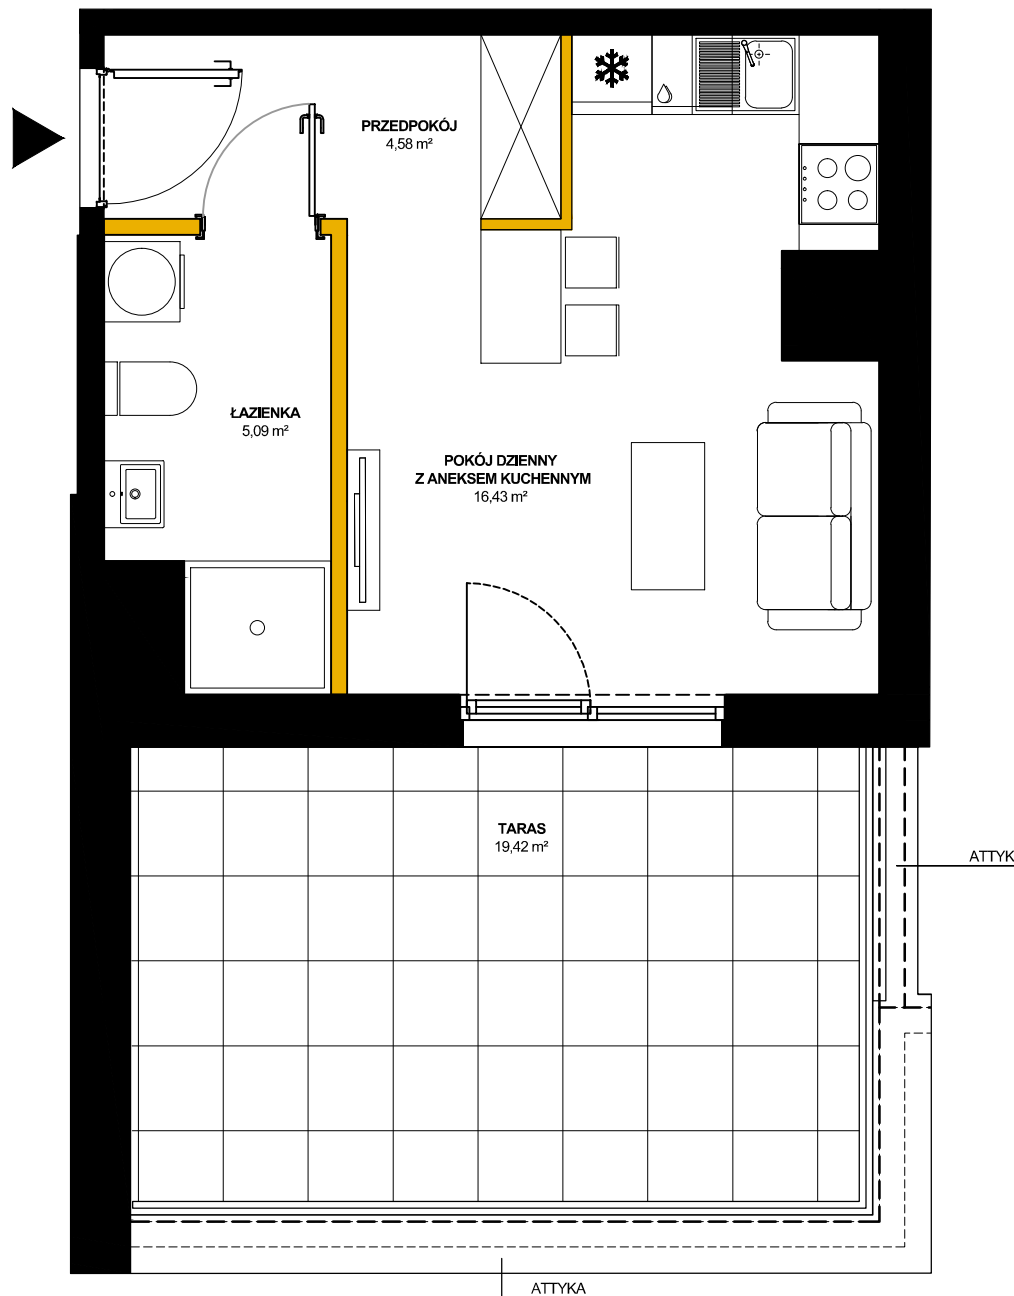 PRZEDPOKÓJ
4,58 m²
ŁAZIENKA
5,09 m²
POKÓJ DZIENNY
Z ANEKSEM KUCHENNYM
16,43 m²
TARAS
19,42 m²
ATTYK
ATTYKA